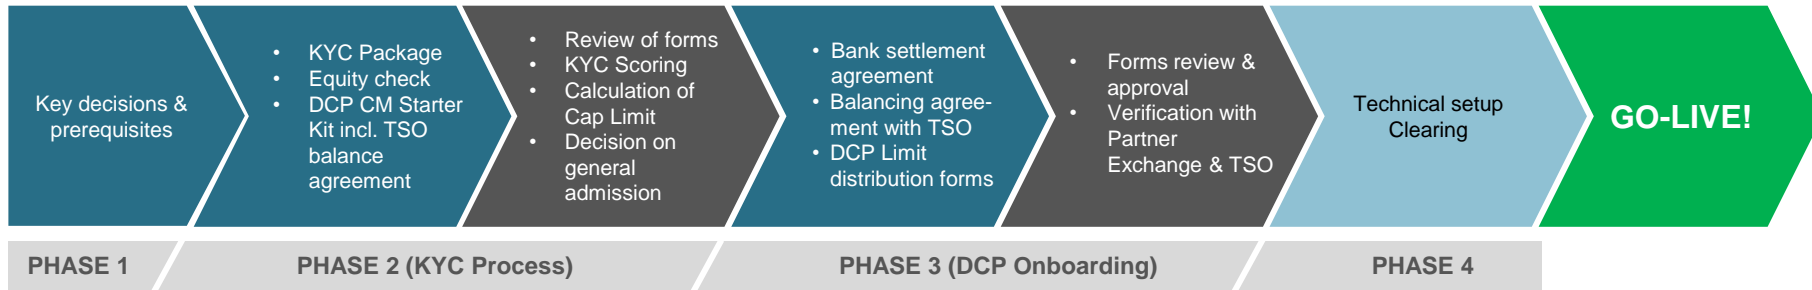 Key decisions &
prerequisites
• KYC Package
• Equity check
• DCP CM Starter
Kit incl. TSO
balance
agreement
• Review of forms
• KYC Scoring
• Calculation of
Cap Limit
• Decision on
general
admission
• Bank settlement
agreement
• Balancing agree-
ment with TSO
• DCP Limit
distribution forms
• Forms review &
approval
• Verification with
Partner
Exchange & TSO
Technical setup
Clearing
GO-LIVE!
PHASE 1
PHASE 2 (KYC Process)
PHASE 3 (DCP Onboarding)
PHASE 4